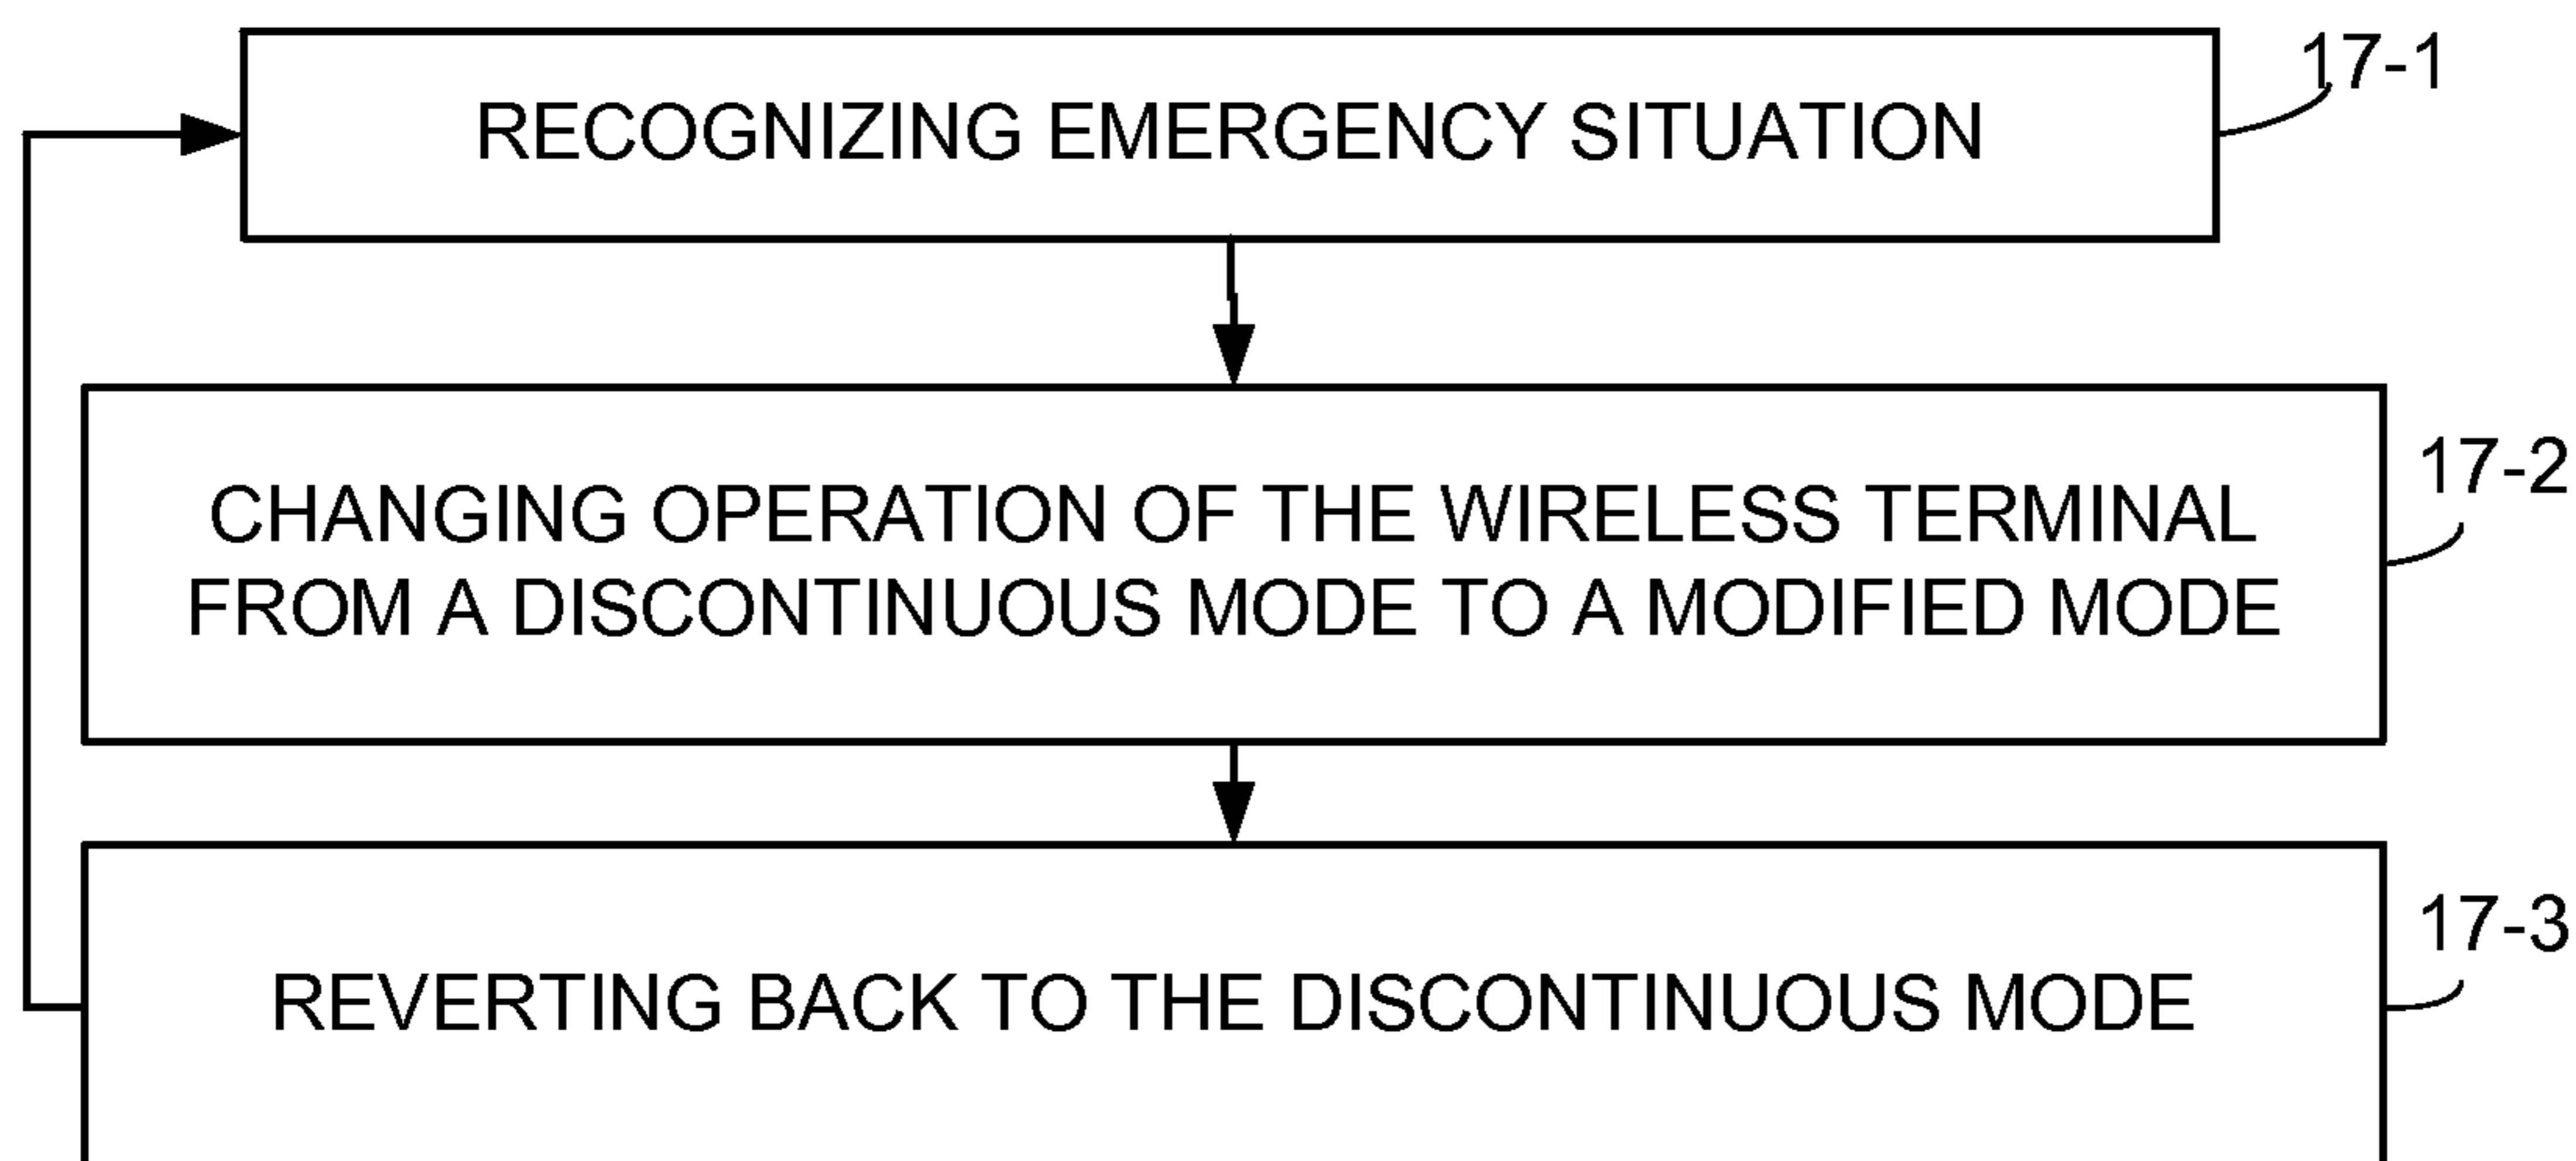 17-1
RECOGNIZING EMERGENCY SITUATION
17-2
CHANGING OPERATION OF THE WIRELESS TERMINAL
FROM A DISCONTINUOUS MODE TO A MODIFIED MODE
17-3
REVERTING BACK TO THE DISCONTINUOUS MODE